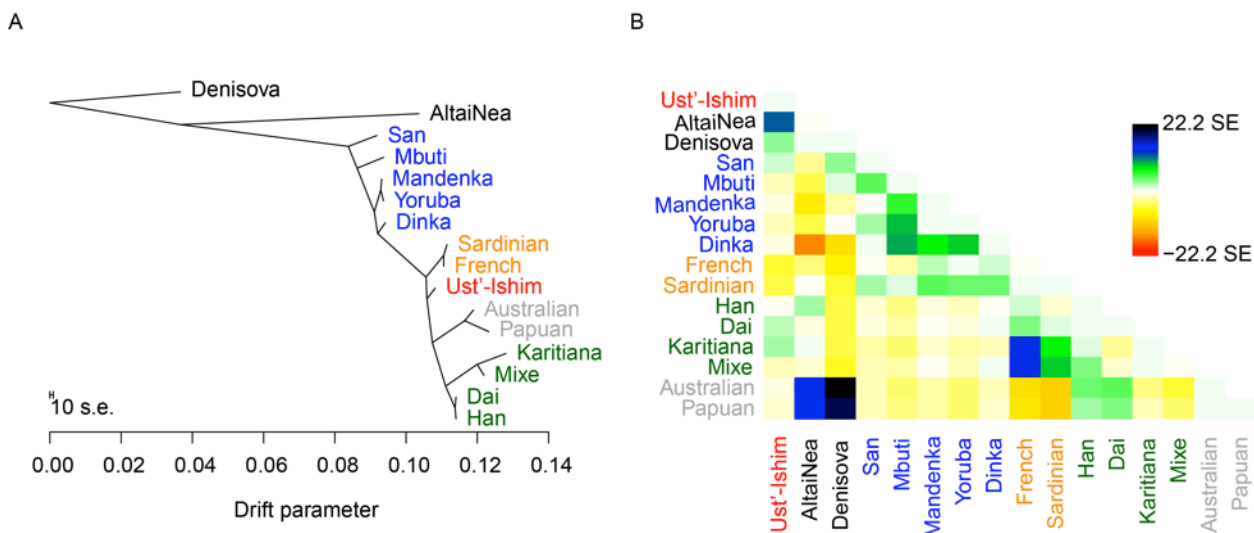 A
Denisova
AltaiNea
San
Mbuti
Mandenka
Yoruba
Dinka
Sardinian
French
Ust'-Ishim
Australian
Papuan
Karitiana
Mixe
Dai
Han
10 s.e.
0.00 0.02 0.04 0.06 0.08 0.10 0.12 0.14
Drift parameter
B
Ust'-Ishim
AltaiNea
Denisova
San
Mbuti
Mandenka
Yoruba
Dinka
French
Sardinian
Han
Dai
Karitiana
Mixe
Australian
Papuan
22.2 SE
−22.2 SE
Ust'-Ishim
AltaiNea
Denisova
San
Mbuti
Mandenka
Yoruba
Dinka
French
Sardinian
Han
Dai
Karitiana
Mixe
Australian
Papuan